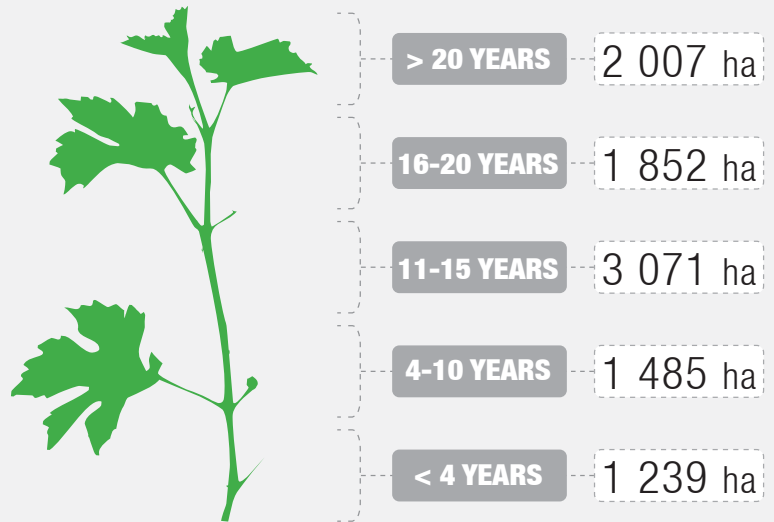 > 20 YEARS 2 007 ha
16-20 YEARS 1 852 ha
11-15 YEARS 3 071 ha
4-10 YEARS 1 485 ha
< 4 YEARS 1 239 ha